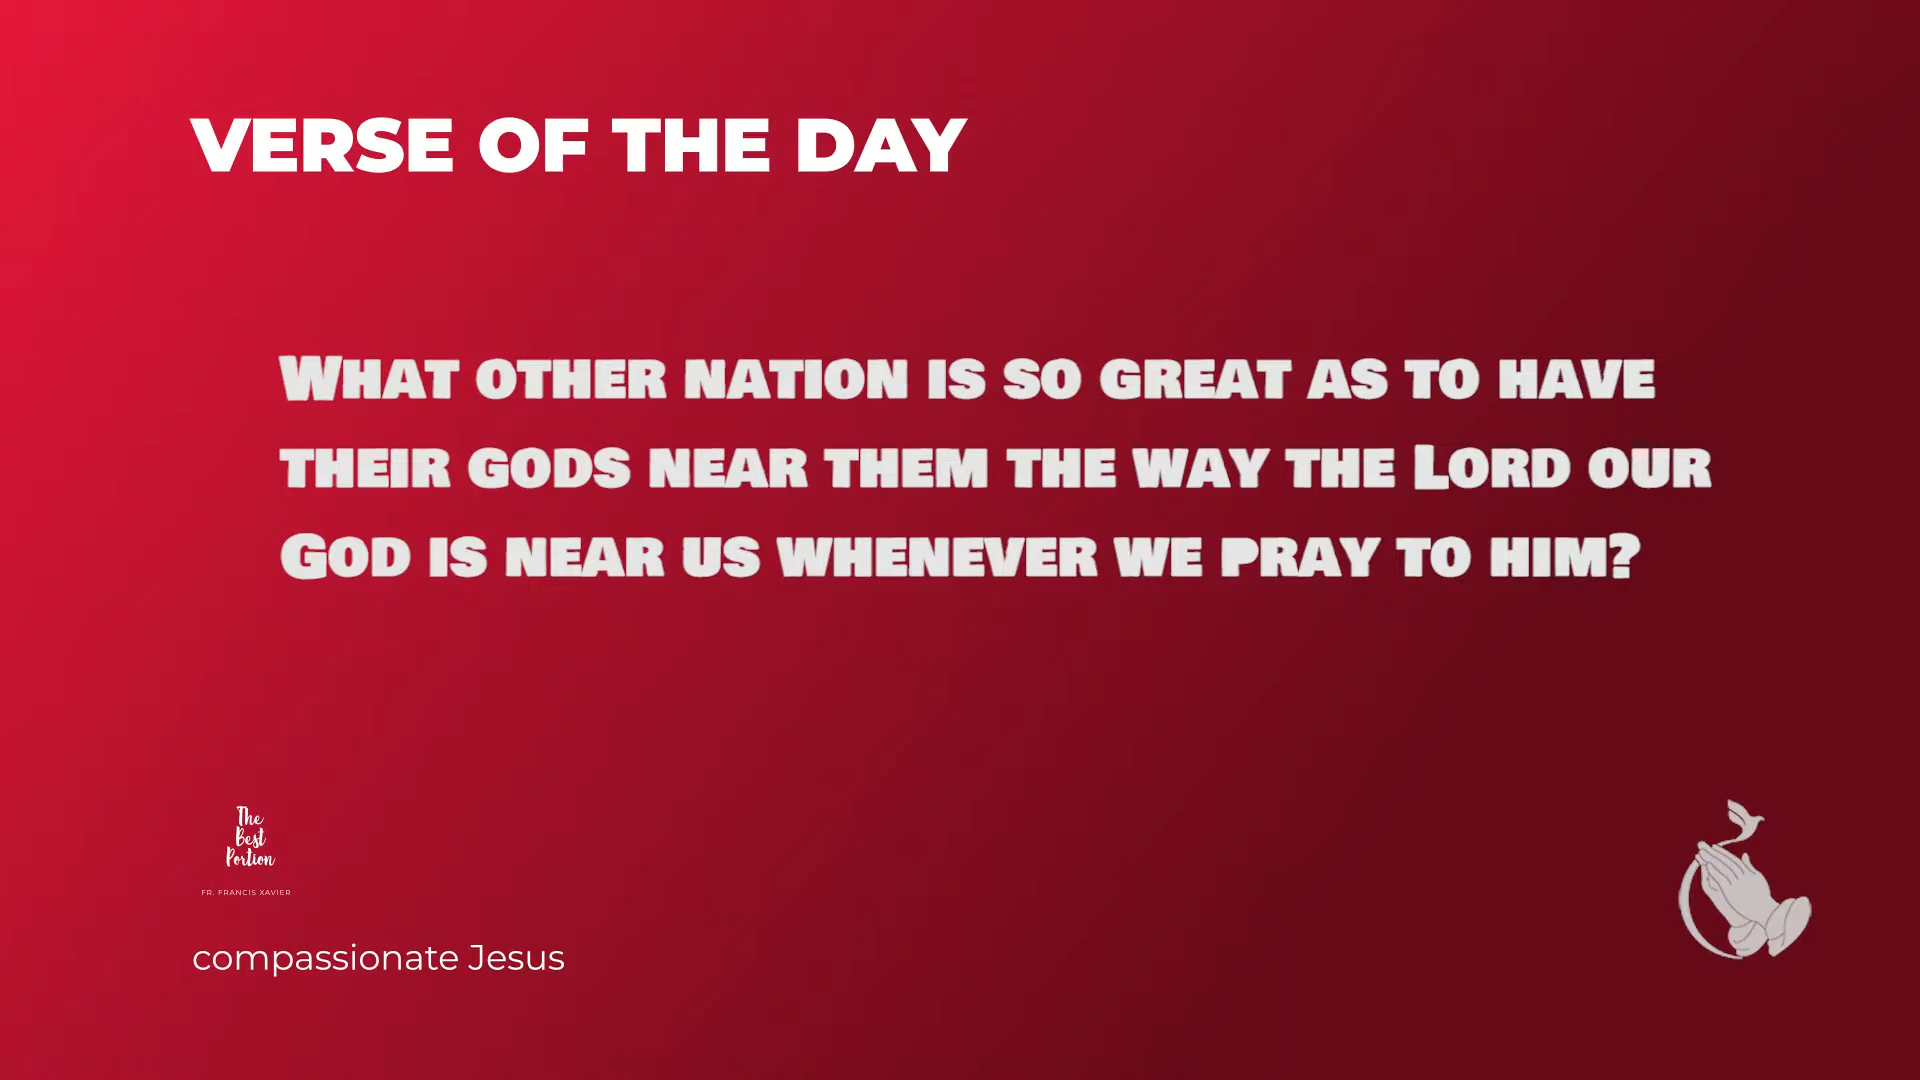 VERSE OF THE DAY
What other nation is so great as to have
their gods near them the way the Lord our
God is near us whenever we pray to him?
The
Best
Portion
FR. FRANCIS XAVIER
compassionate Jesus